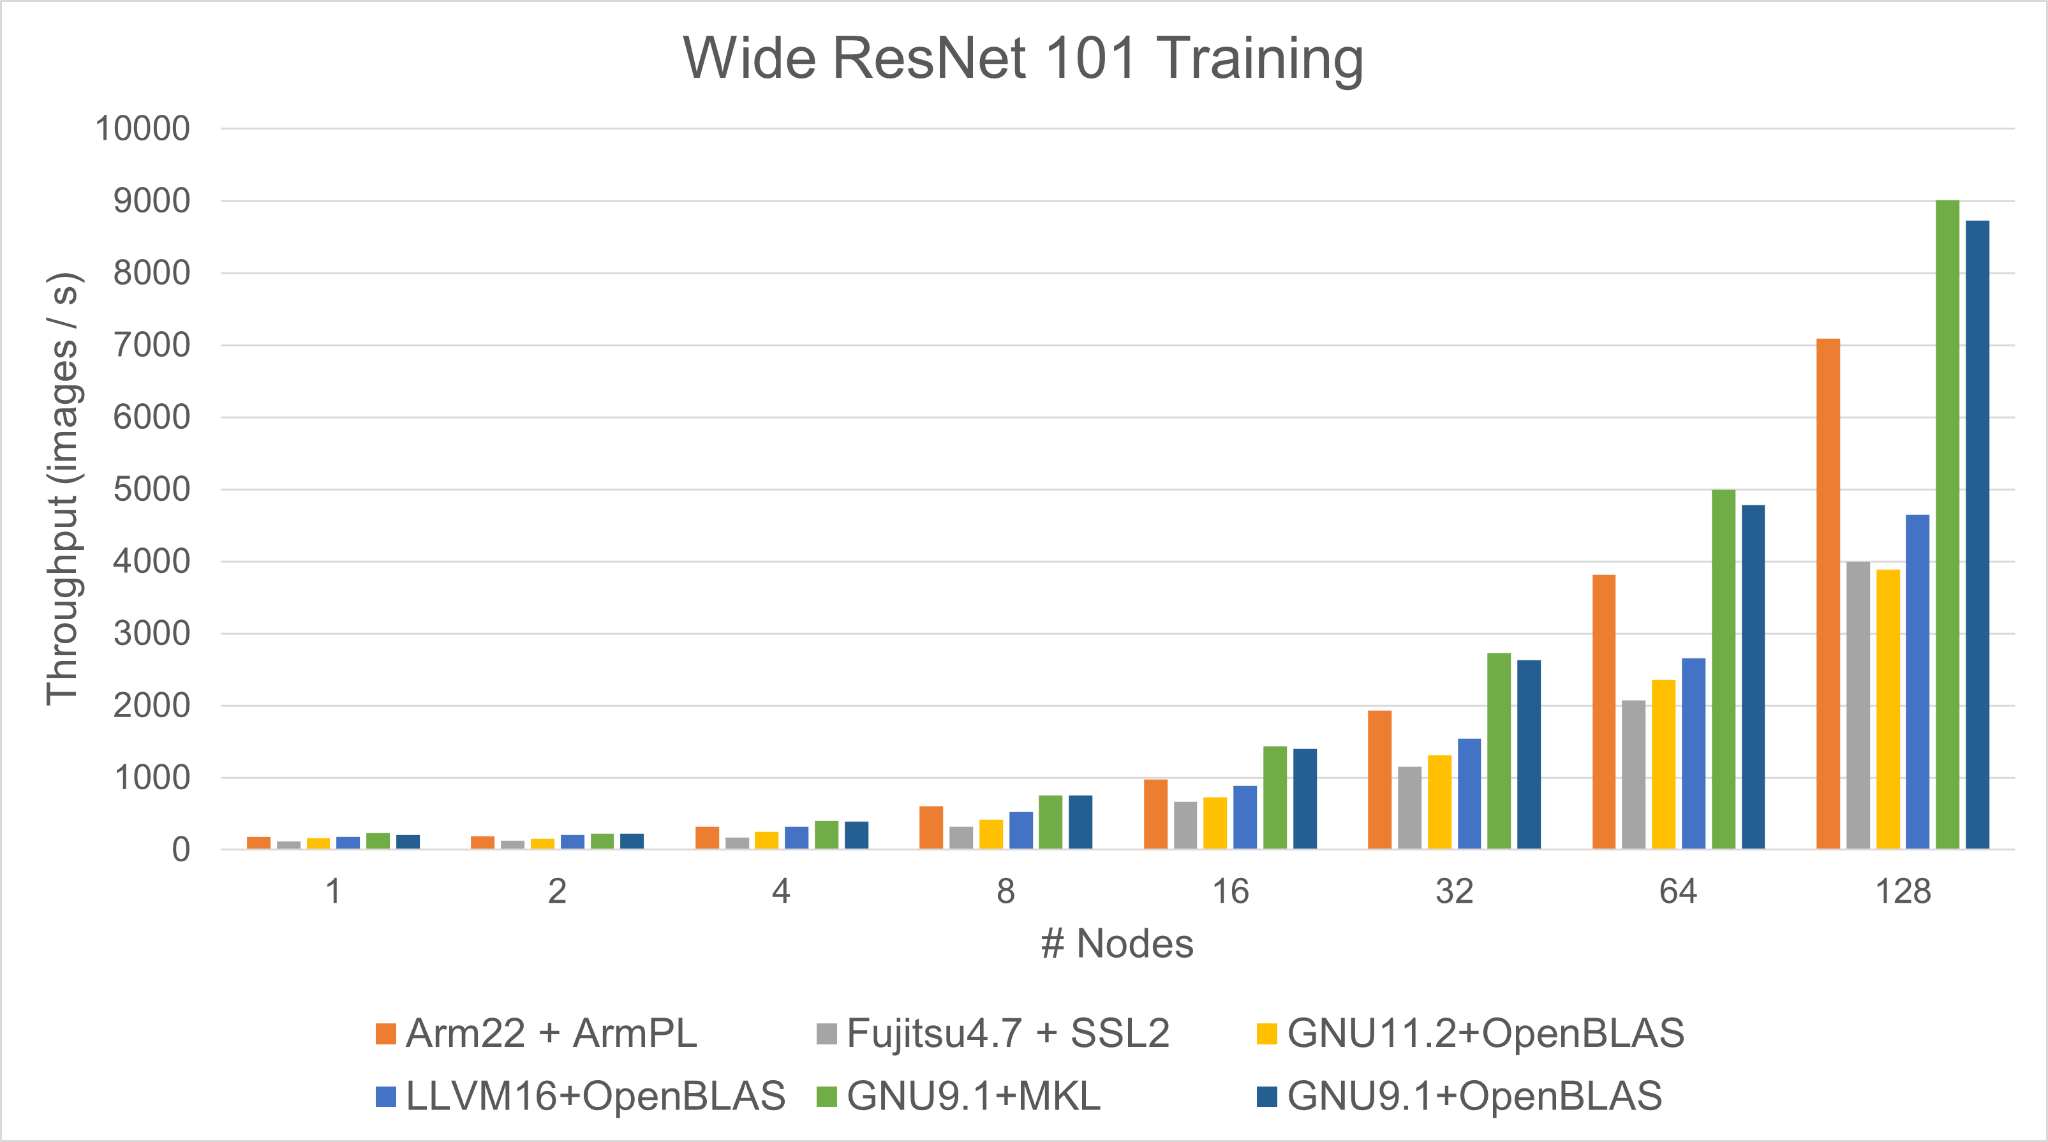 Wide ResNet 101 Training
10000
9000
8000
7000
6000
5000
4000
3000
2000
1000
0
Throughput (images / s)
1 2 4 8 16 32 64 128
# Nodes
Arm22 + ArmPL Fujitsu4.7 + SSL2 GNU11.2+OpenBLAS
LLVM16+OpenBLAS GNU9.1+MKL GNU9.1+OpenBLAS